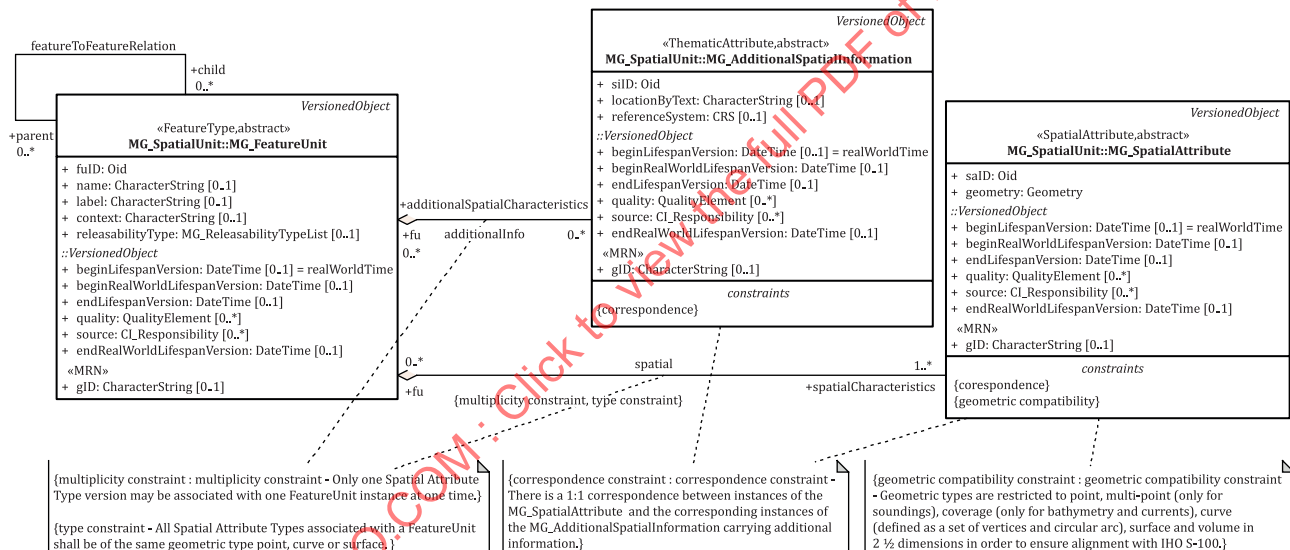 featureToFeatureRelation
+child
0..*
+parent
0..*
VersionedObject
«FeatureType,abstract»
MG_SpatialUnit::MG_FeatureUnit
+ fuID: Oid
+ name: CharacterString [0..1]
+ label: CharacterString [0..1]
+ context: CharacterString [0..1]
+ releasabilityType: MG_ReleasabilityTypeList [0..1]
::VersionedObject
+ beginLifespanVersion: DateTime [0..1] = realWorldTime
+ beginRealWorldLifespanVersion: DateTime [0..1]
+ endLifespanVersion: DateTime [0..1]
+ quality: QualityElement [0..*]
+ source: CI_Responsibility [0..*]
+ endRealWorldLifespanVersion: DateTime [0..1]
«MRN»
+ gID: CharacterString [0..1]
+additionalSpatialCharacteristics
+fu
additionalInfo
0..*
0..*
VersionedObject
«ThematicAttribute,abstract»
MG_SpatialUnit::MG_AdditionalSpatialInformation
+ siID: Oid
+ locationByText: CharacterString [0..1]
+ referenceSystem: CRS [0..1]
::VersionedObject
+ beginLifespanVersion: DateTime [0..1] = realWorldTime
+ beginRealWorldLifespanVersion: DateTime [0..1]
+ endLifespanVersion: DateTime [0..1]
+ quality: QualityElement [0..*]
+ source: CI_Responsibility [0..*]
+ endRealWorldLifespanVersion: DateTime [0..1]
«MRN»
+ gID: CharacterString [0..1]
constraints
{correspondence}
VersionedObject
«SpatialAttribute,abstract»
MG_SpatialUnit::MG_SpatialAttribute
+ saID: Oid
+ geometry: Geometry
::VersionedObject
+ beginLifespanVersion: DateTime [0..1] = realWorldTime
+ beginRealWorldLifespanVersion: DateTime [0..1]
+ endLifespanVersion: DateTime [0..1]
+ quality: QualityElement [0..*]
+ source: CI_Responsibility [0..*]
+ endRealWorldLifespanVersion: DateTime [0..1]
«MRN»
+ gID: CharacterString [0..1]
constraints
{corespondence}
{geometric compatibility}
0..*
spatial
1..*
+fu
+spatialCharacteristics
{multiplicity constraint, type constraint}
{multiplicity constraint : multiplicity constraint - Only one Spatial Attribute
Type version may be associated with one FeatureUnit instance at one time.}
{type constraint - All Spatial Attribute Types associated with a FeatureUnit
shall be of the same geometric type point, curve or surface. }
{correspondence constraint : correspondence constraint -
There is a 1:1 correspondence between instances of the
MG_SpatialAttribute and the corresponding instances of
the MG_AdditionalSpatialInformation carrying additional
information.}
{geometric compatibility constraint : geometric compatibility constraint
- Geometric types are restricted to point, multi-point (only for
soundings), coverage (only for bathymetry and currents), curve
(defined as a set of vertices and circular arc), surface and volume in
2 ½ dimensions in order to ensure alignment with IHO S-100.}
O.COM : Click to view the full PDF of